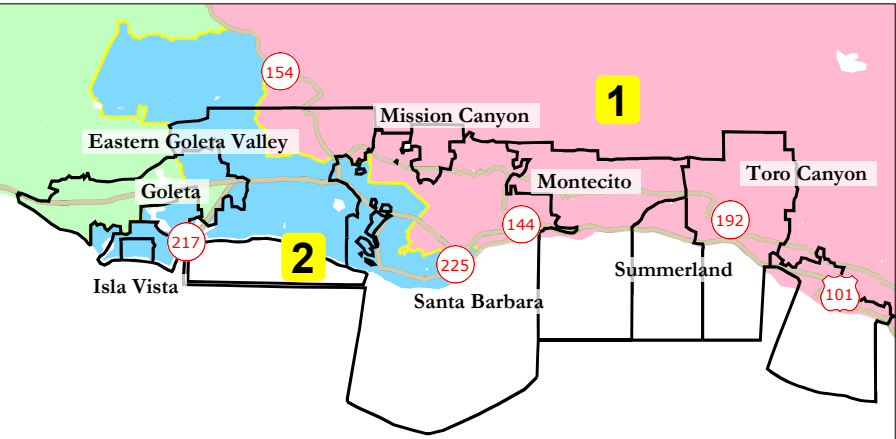 154
1
Mission Canyon
Eastern Goleta Valley
Toro Canyon
Montecito
Goleta
192
144
217
2
225
Summerland
Isla Vista
101
Santa Barbara